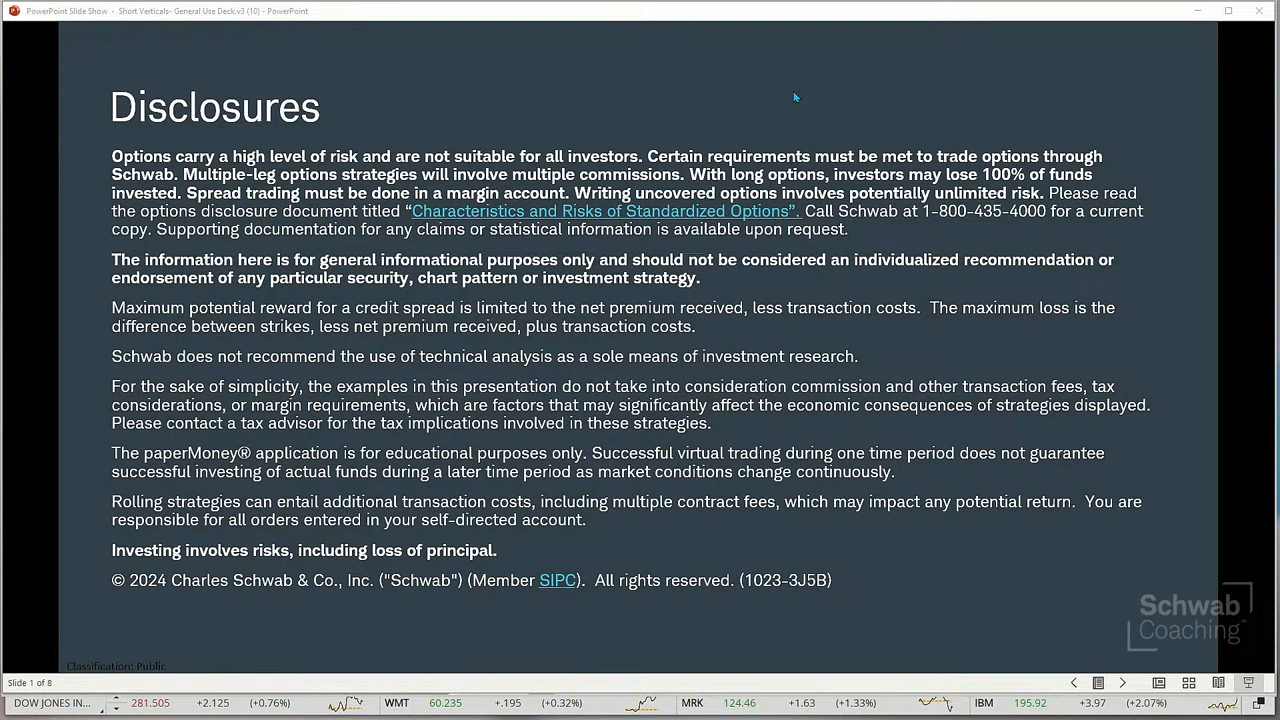 PowerPoint Slide Show - Short Verticals- General Use Deck.v3 (10) - PowerPoint
Disclosures
Options carry a high level of risk and are not suitable for all investors. Certain requirements must be met to trade options through
Schwab. Multiple-leg options strategies will involve multiple commissions. With long options, investors may lose 100% of funds
invested. Spread trading must be done in a margin account. Writing uncovered options involves potentially unlimited risk. Please read
the options disclosure document titled “Characteristics and Risks of Standardized Options”. Call Schwab at 1-800-435-4000 for a current
copy. Supporting documentation for any claims or statistical information is available upon request.
The information here is for general informational purposes only and should not be considered an individualized recommendation or
endorsement of any particular security, chart pattern or investment strategy.
Maximum potential reward for a credit spread is limited to the net premium received, less transaction costs. The maximum loss is the
difference between strikes, less net premium received, plus transaction costs.
Schwab does not recommend the use of technical analysis as a sole means of investment research.
For the sake of simplicity, the examples in this presentation do not take into consideration commission and other transaction fees, tax
considerations, or margin requirements, which are factors that may significantly affect the economic consequences of strategies displayed.
Please contact a tax advisor for the tax implications involved in these strategies.
The paperMoney® application is for educational purposes only. Successful virtual trading during one time period does not guarantee
successful investing of actual funds during a later time period as market conditions change continuously.
Rolling strategies can entail additional transaction costs, including multiple contract fees, which may impact any potential return. You are
responsible for all orders entered in your self-directed account.
Investing involves risks, including loss of principal.
© 2024 Charles Schwab & Co., Inc. ("Schwab") (Member SIPC). All rights reserved. (1023-3J5B)
Schwab
Coaching™
Classification: Public
Slide 1 of 8
DOW JONES IN... 281.505 +2.125 (+0.76%) WMT 60.235 +.195 (+0.32%) MRK 124.46 +1.63 (+1.33%) IBM 195.92 +3.97 (+2.07%)